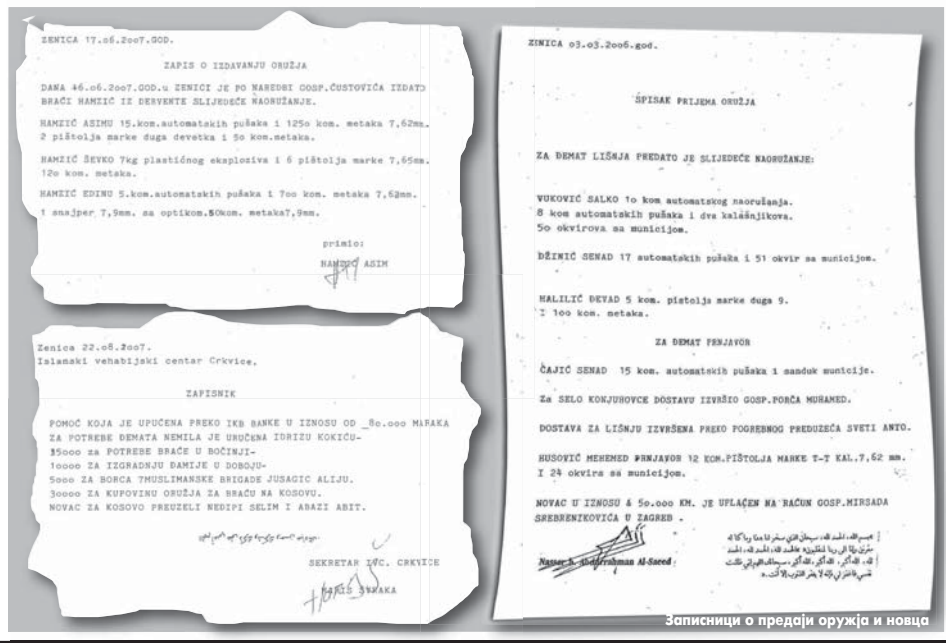 ZENICA 17.o6.2oo7.GOD.
ZAPIS O IZDAVANJU ORUŽJA
DANA 16.o6.2oo7.GOD.u ZENICI JE PO NAREDBI GOSP.ĆUSTOVIĆA IZDATO
BRAĆI HAMZIĆ IZ DERVENTE SLIJEDEĆE NAORUŽANJE.
HAMZIĆ ASIMU 15.kom.automatskih pušaka i 125o kom. metaka 7,62mm.
2 pištolja marke duga devetka i 5o kom.metaka.
HAMZIĆ ŠEVKO 7kg plastičnog eksploziva i 6 pištolja marke 7,65mm.
12o kom. metaka.
HAMZIĆ EDINU 5.kom.automatskih pušaka i 7oo kom. metaka 7,62mm.
1 snajper 7,9mm. sa optikom.50kom. metaka7,9mm.
primio:
HAMZIĆ ASIM
Zenica 22.o8.2oo7.
Islamski vehabijski centar Crkvice.
ZAPISNIK
POMOĆ KOJA JE UPUĆENA PREKO IKB BANKE U IZNOSU OD _8o.ooo MARAKA
ZA POTREBE DEMATA NEMILA JE URUČENA IDRIZU KOKIĆU-
35ooo za POTREBE BRAĆE U BOČINJI-
1oooo ZA IZGRADNJU DAMIJE U DOBOJU-
5ooo ZA BORCA 7MUSLIMANSKE BRIGADE JUSAGIC ALIJU.
3oooo ZA KUPOVINU ORUŽJA ZA BRAĆU NA KOSOVU.
NOVAC ZA KOSOVO PREUZELI NEDIPI SELIM I ABAZI ABIT.
SEKRETAR IVC. CRKVICE
ZINICA o3.o3.2oo6.god.
SPISAK PRIJEMA ORUŽJA
ZA DEMAT LIŠNJA PREDATO JE SLIJEDEĆE NAORUŽANJE:
VUKOVIĆ SALKO 1o kom automatskog naorušanja.
8 kom automatskih pušaka i dva kalašnjikova.
5o okvirova sa municijom.
DŽINIĆ SENAD 17 automatskih pušaka i 51 okvir sa municijom.
HALILIĆ DEVAD 5 kom. pistolja marke duga 9.
I 1oo kom. metaka.
ZA DEMAT PRNJAVOR
ČAJIĆ SENAD 15 kom. automatskih pušaka i sanduk municije.
Za SELO KONJUHOVCE DOSTAVU IZVRŠIO GOSP.PORČA MUHAMED.
DOSTAVA ZA LIŠNJU IZVRŠENA PREKO POGREBNOG PREDUZEĆA SVETI ANTO.
HUSOVIĆ MEHEMED PRNJAVOR 12 KOM.PIŠTOLJA MARKE T-T KAL.7,62 mm.
I 24 okvira sa municijom.
NOVAC U IZNOSU & 5o.ooo KM. JE UPLAĆEN NA RAČUN GOSP.MIRSADA
SREBRENIKOVIĆA U ZAGREB .
Nasser S. Abdurrahman Al-Saeed
Записници о предаји оружја и новца